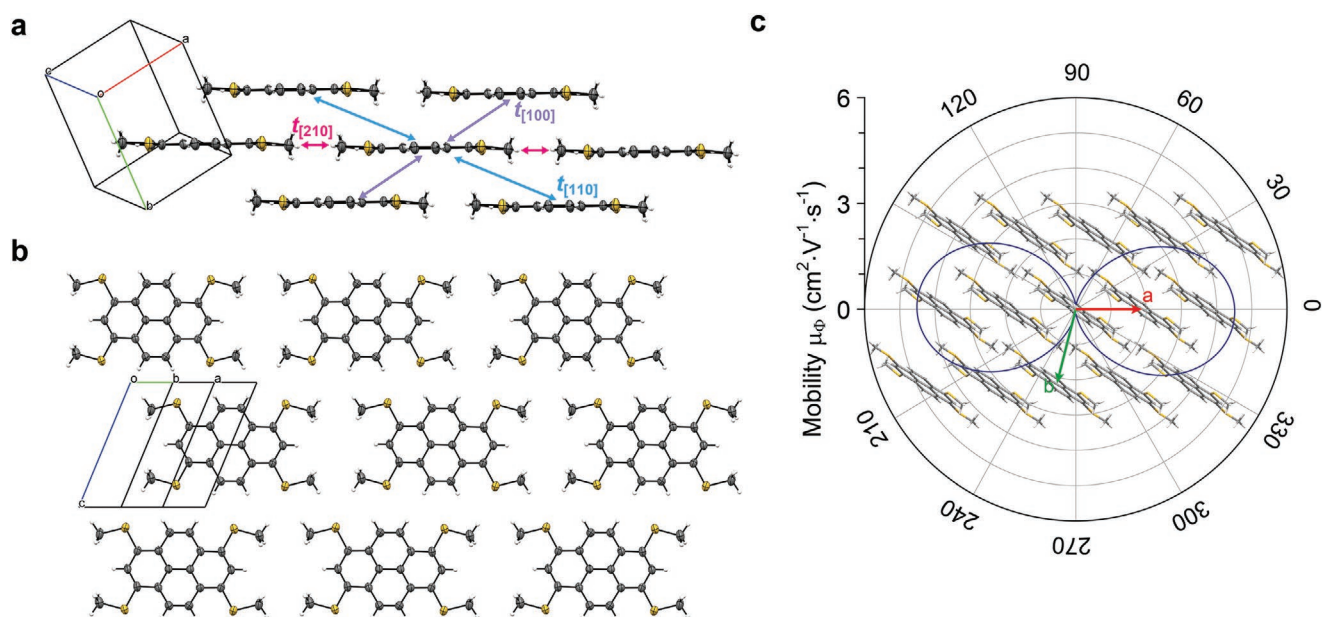 a
a
c
o
b
t[210]
t[100]
t[110]
b
o
b
a
c
c
Mobility μΦ (cm²·V⁻¹·s⁻¹)
6
3
0
90
120
60
30
0
330
300
270
240
210
a
b